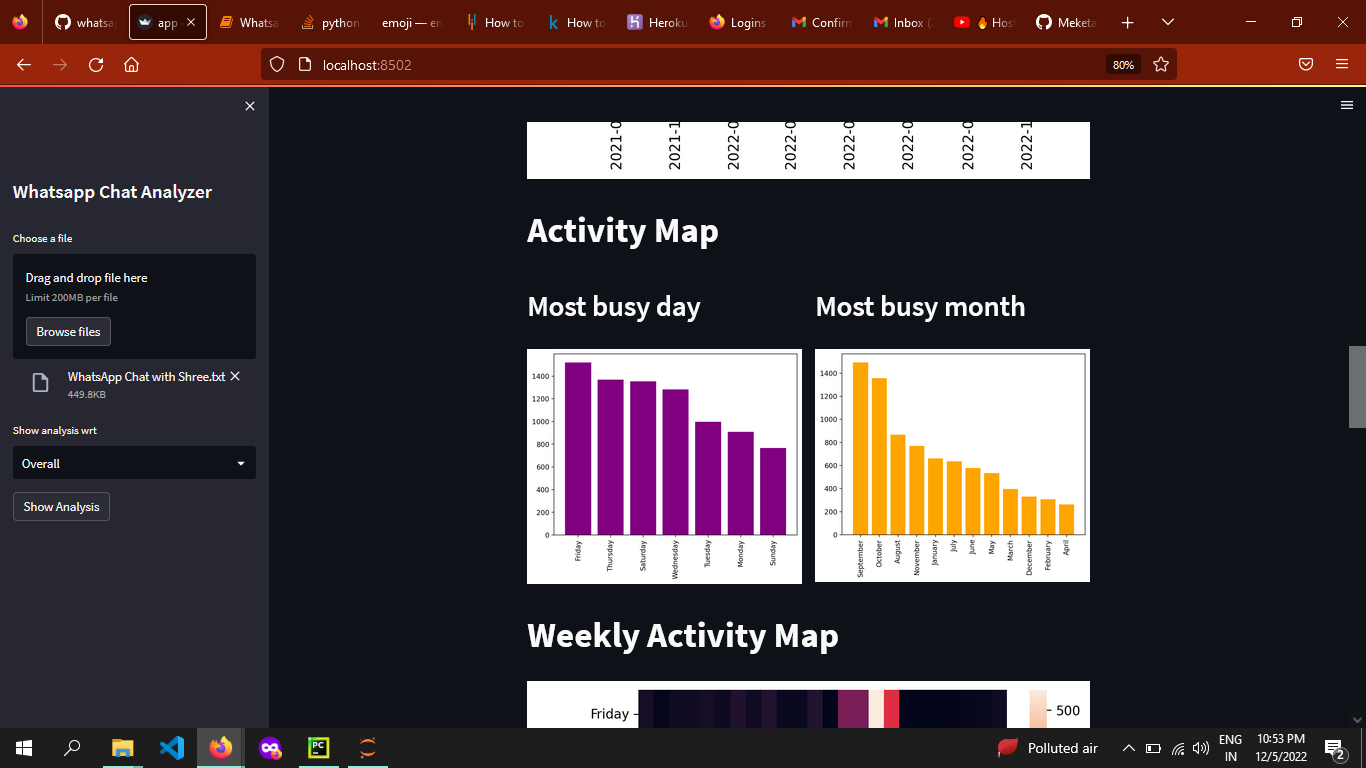 whatsa
app
Whatsa
python
emoji — en
How to
How to
Heroku
Logins
Confirm
Inbox (
🔥 Host
Meketa
localhost:8502
80%
Whatsapp Chat Analyzer
Choose a file
Drag and drop file here
Limit 200MB per file
Browse files
WhatsApp Chat with Shree.txt
449.8KB
Show analysis wrt
Overall
Show Analysis
2021-0
2021-1
2022-0
2022-0
2022-0
2022-0
2022-0
2022-1
Activity Map
Most busy day
1400
1200
1000
800
600
400
200
0
Friday
Thursday
Saturday
Wednesday
Tuesday
Monday
Sunday
Most busy month
1400
1200
1000
800
600
400
200
0
September
October
August
November
January
July
June
May
March
December
February
April
Weekly Activity Map
Friday
500
PC
Polluted air
ENG
IN
10:53 PM
12/5/2022
2